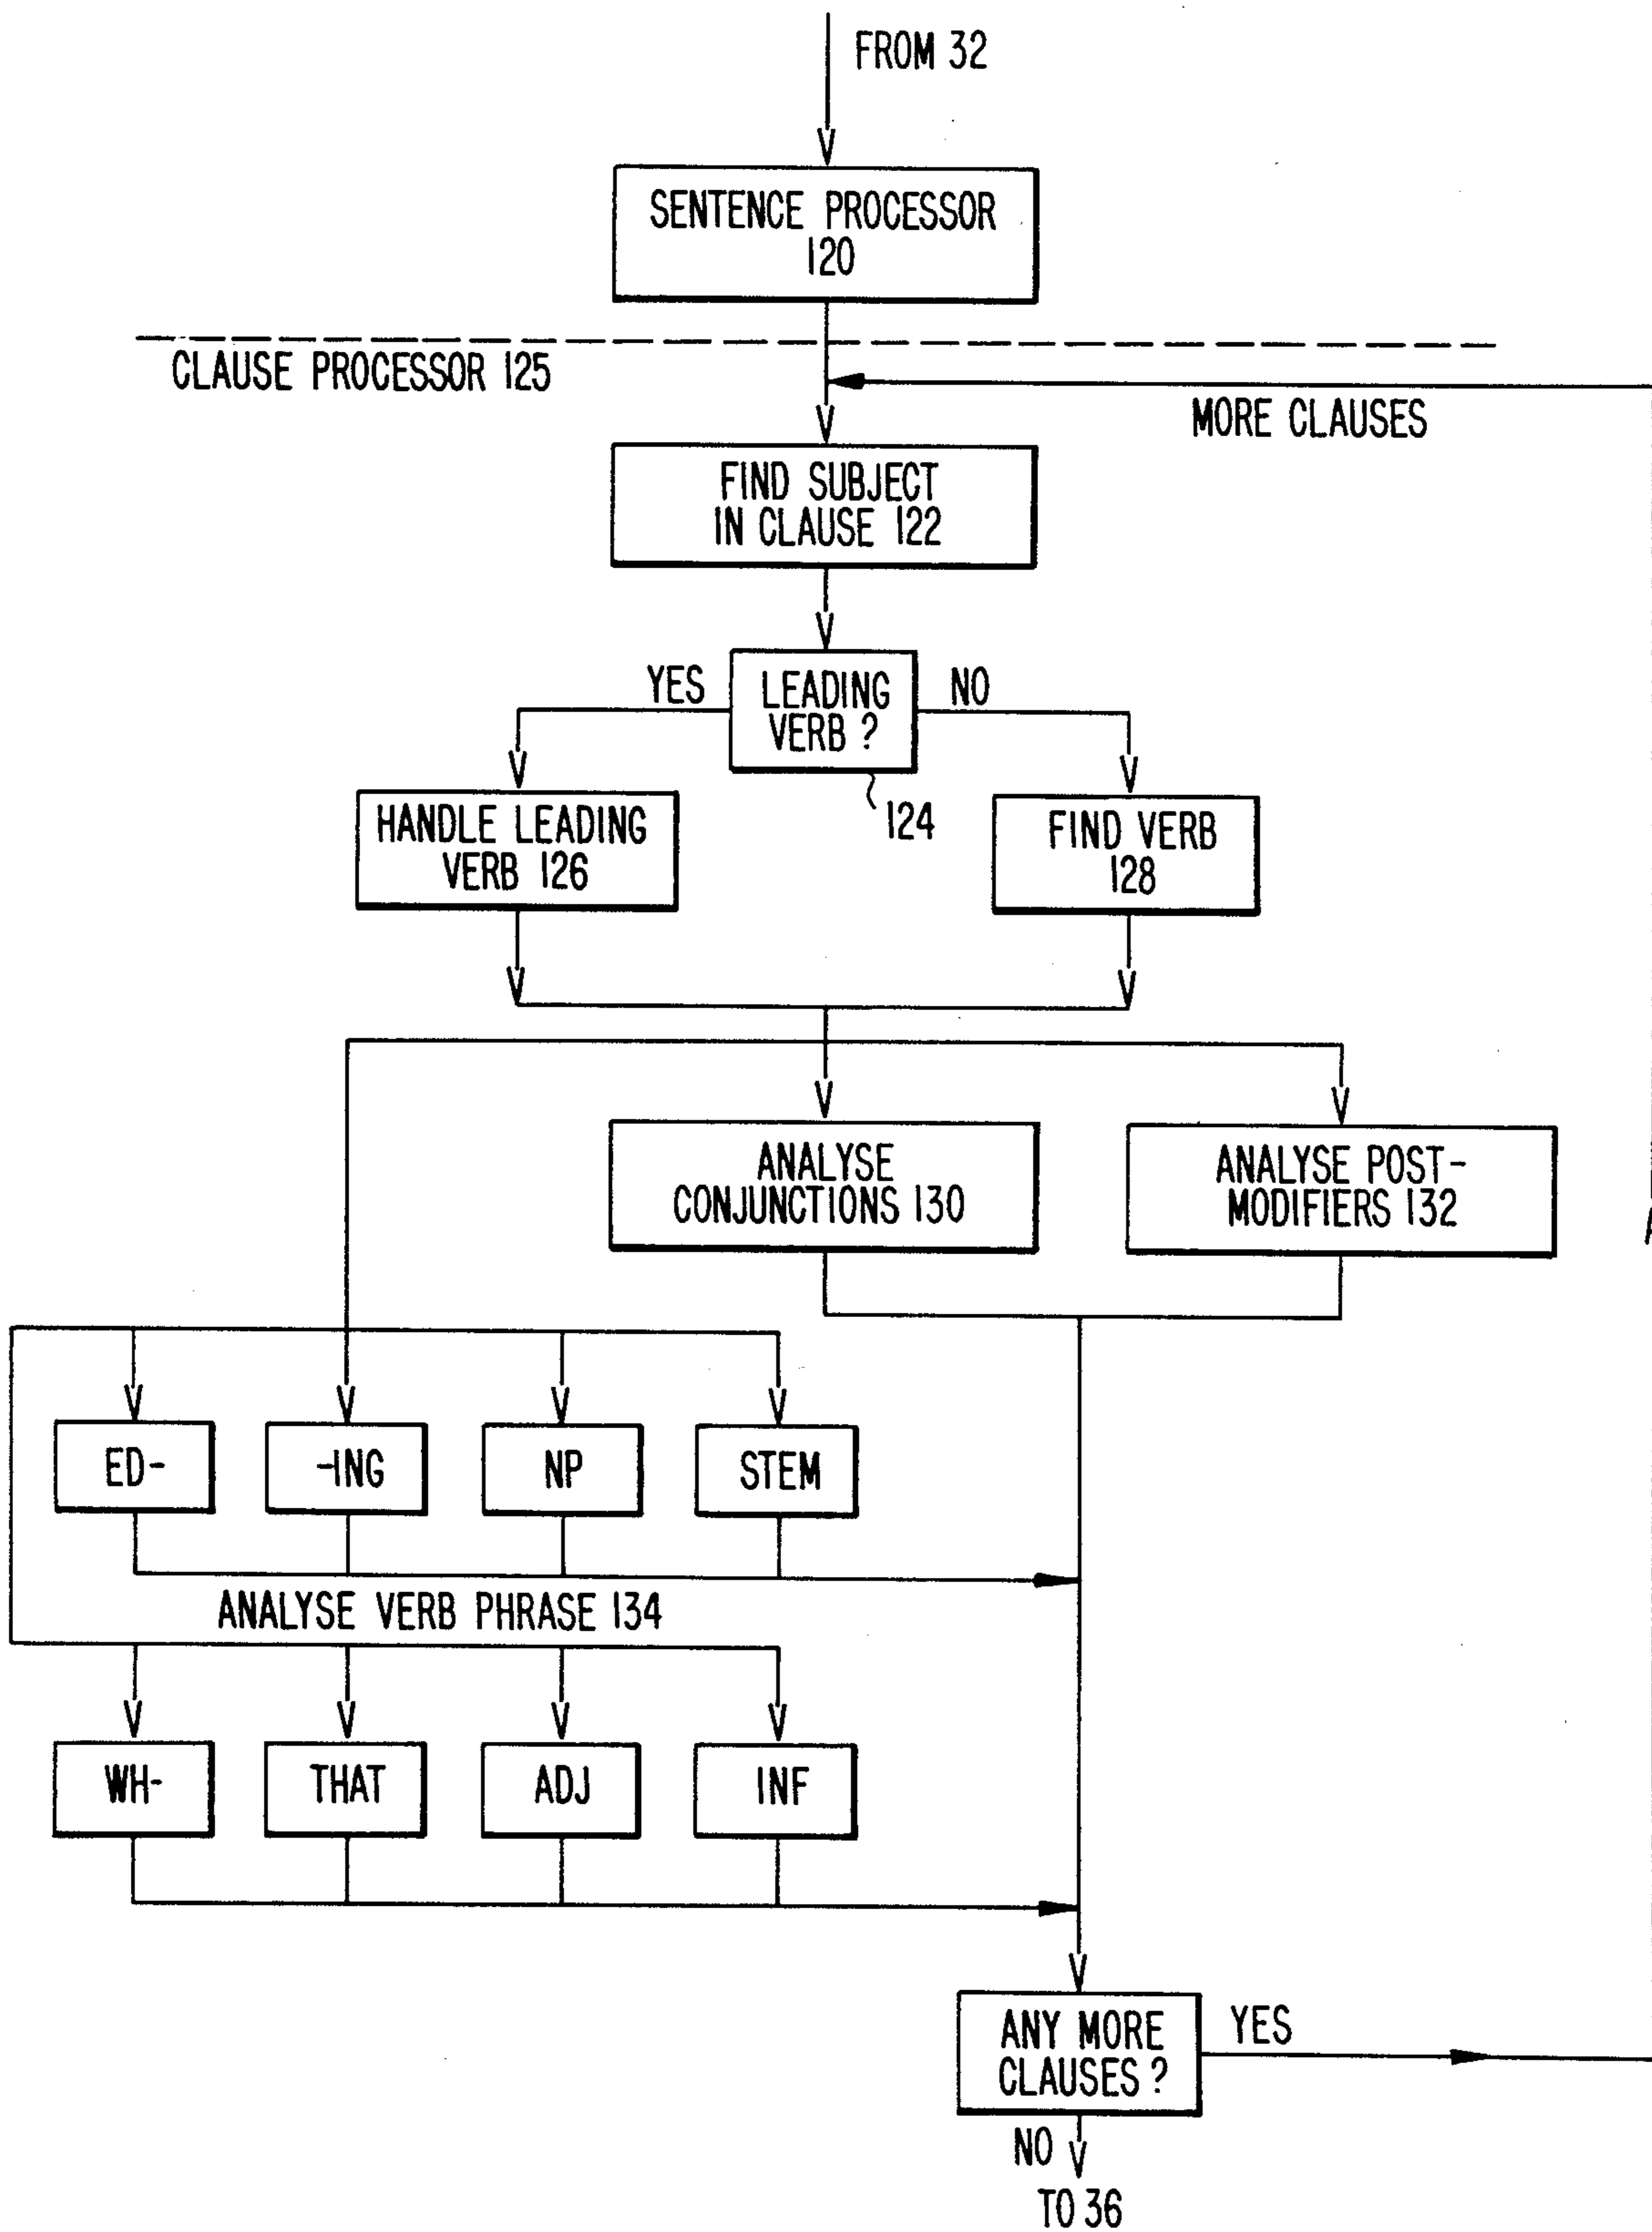 FROM 32
SENTENCE PROCESSOR
120
CLAUSE PROCESSOR 125
MORE CLAUSES
FIND SUBJECT
IN CLAUSE 122
YES
LEADING
VERB ?
NO
124
HANDLE LEADING
VERB 126
FIND VERB
128
ANALYSE
CONJUNCTIONS 130
ANALYSE POST-
MODIFIERS 132
ED-
-ING
NP
STEM
ANALYSE VERB PHRASE 134
WH-
THAT
ADJ
INF
ANY MORE
CLAUSES ?
YES
NO
TO 36